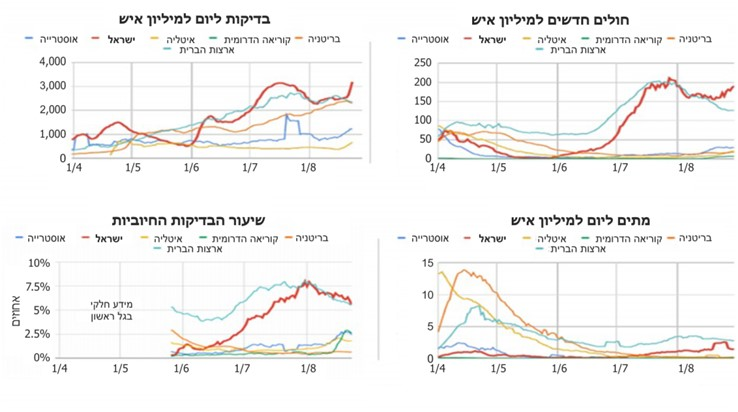 בדיקות ליום למיליון איש
אוסטרייה ישראל איטליה קוריאה הדרומית בריטניה
ארצות הברית
4,000
3,000
2,000
1,000
0
1/4 1/5 1/6 1/7 1/8
חולים חדשים למיליון איש
אוסטרייה ישראל איטליה קוריאה הדרומית בריטניה
ארצות הברית
250
200
150
100
50
0
1/4 1/5 1/6 1/7 1/8
שיעור הבדיקות החיוביות
אוסטרייה ישראל איטליה קוריאה הדרומית בריטניה
ארצות הברית
אחוזים
10%
7.5%
5%
2.5%
0%
מידע חלקי
בגל ראשון
1/4 1/5 1/6 1/7 1/8
מתים ליום למיליון איש
אוסטרייה ישראל איטליה קוריאה הדרומית בריטניה
ארצות הברית
15
10
5
0
1/4 1/5 1/6 1/7 1/8